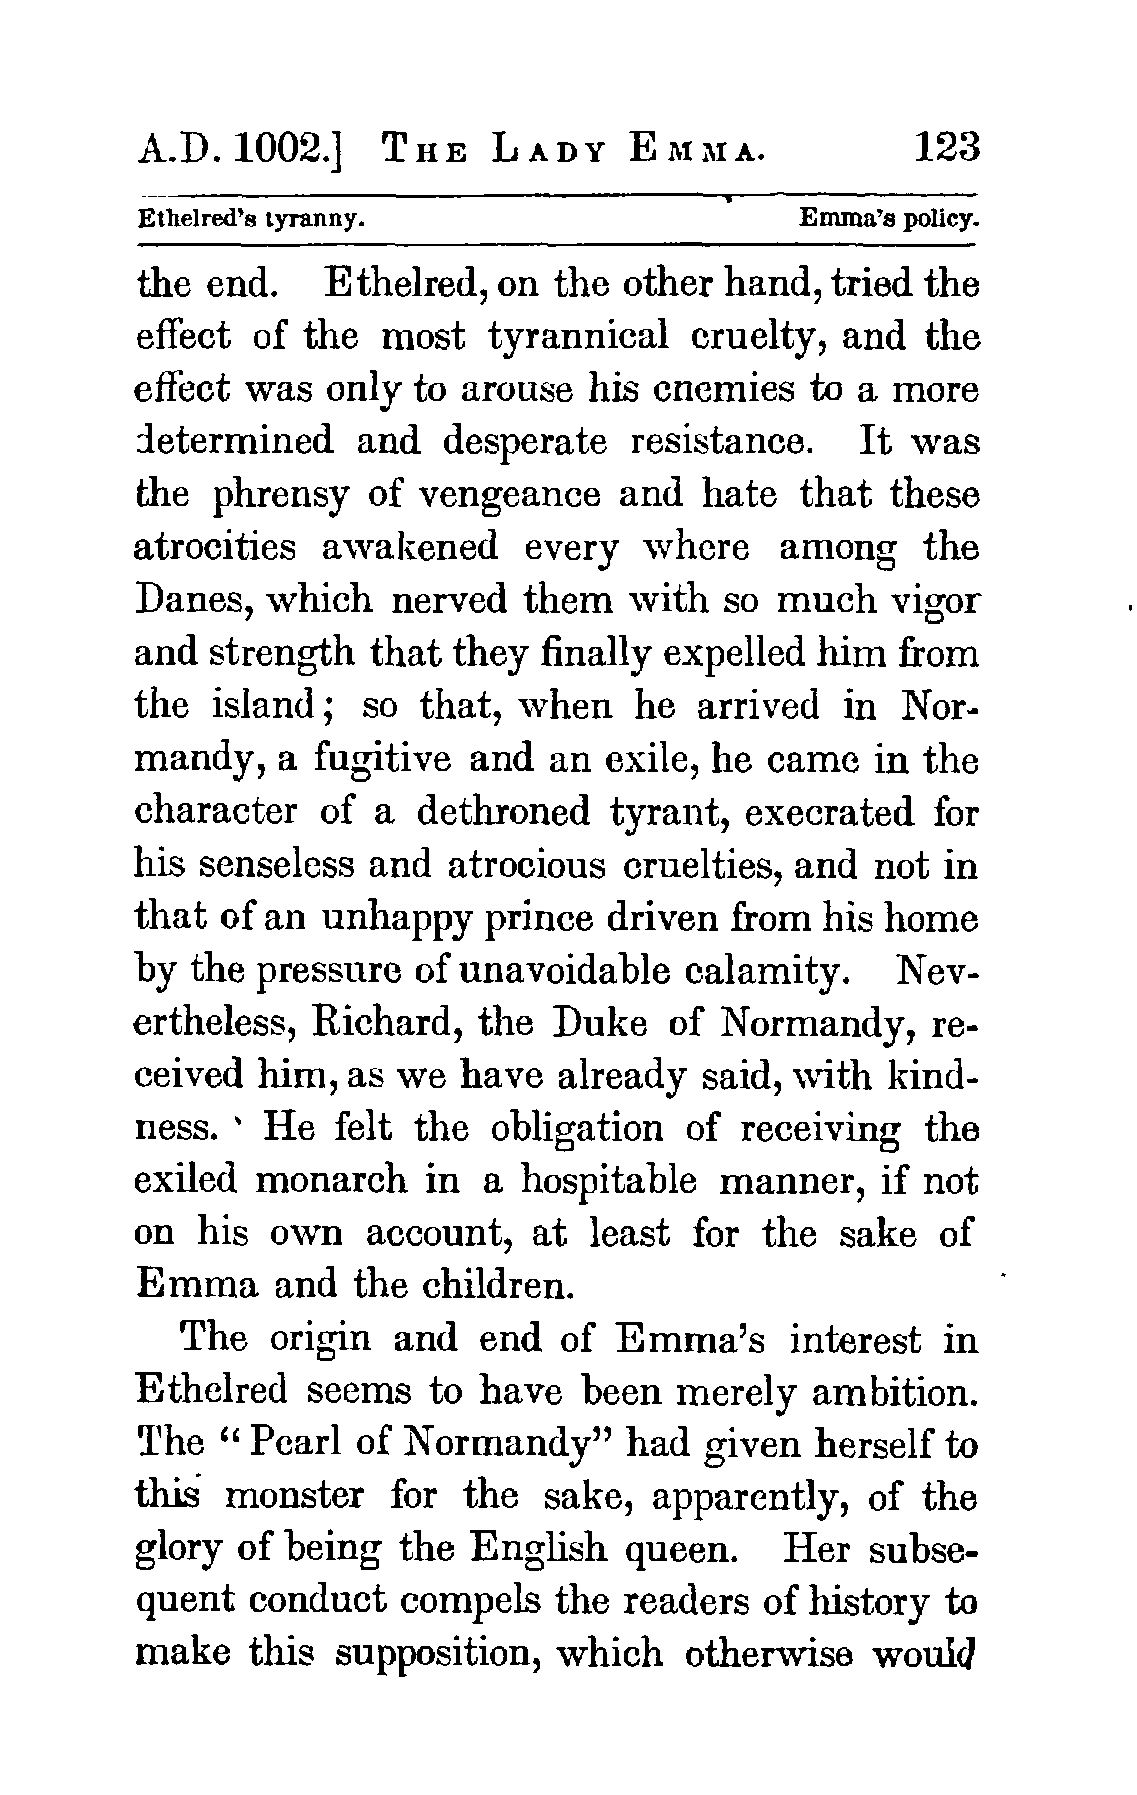 A.D. 1002.] THE LADY EMMA. 123
Ethelred's tyranny. Emma's policy.
the end. Ethelred, on the other hand, tried the
effect of the most tyrannical cruelty, and the
effect was only to arouse his enemies to a more
determined and desperate resistance. It was
the phrensy of vengeance and hate that these
atrocities awakened every where among the
Danes, which nerved them with so much vigor
and strength that they finally expelled him from
the island; so that, when he arrived in Nor-
mandy, a fugitive and an exile, he came in the
character of a dethroned tyrant, execrated for
his senseless and atrocious cruelties, and not in
that of an unhappy prince driven from his home
by the pressure of unavoidable calamity. Nev-
ertheless, Richard, the Duke of Normandy, re-
ceived him, as we have already said, with kind-
ness. He felt the obligation of receiving the
exiled monarch in a hospitable manner, if not
on his own account, at least for the sake of
Emma and the children.
The origin and end of Emma's interest in
Ethelred seems to have been merely ambition.
The "Pearl of Normandy" had given herself to
this monster for the sake, apparently, of the
glory of being the English queen. Her subse-
quent conduct compels the readers of history to
make this supposition, which otherwise would